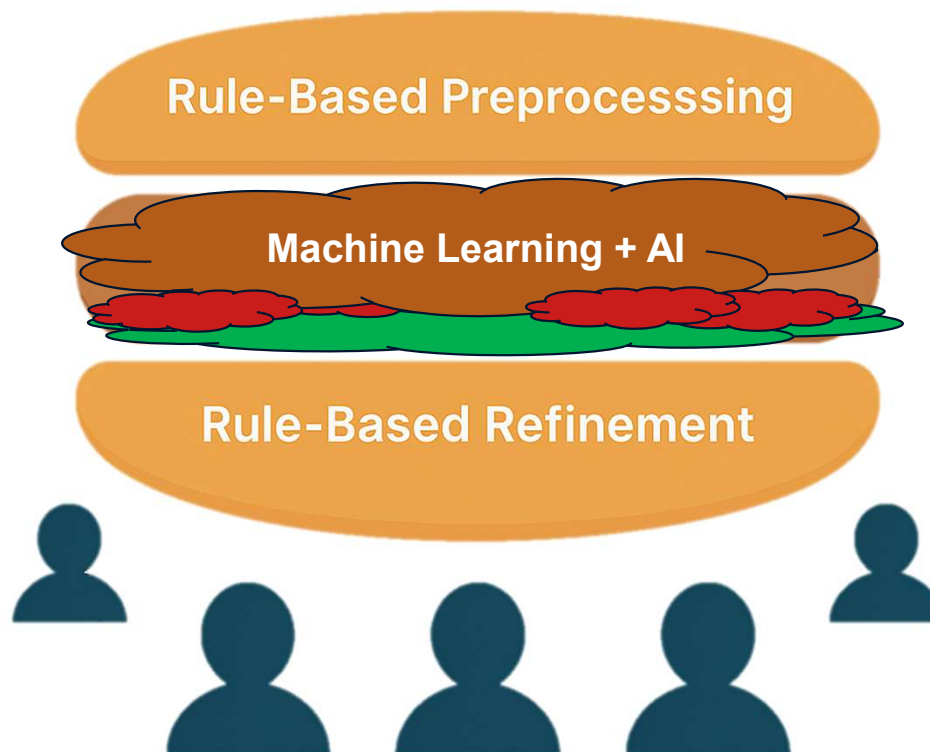 Rule-Based Preprocesssing
Machine Learning + AI
Rule-Based Refinement